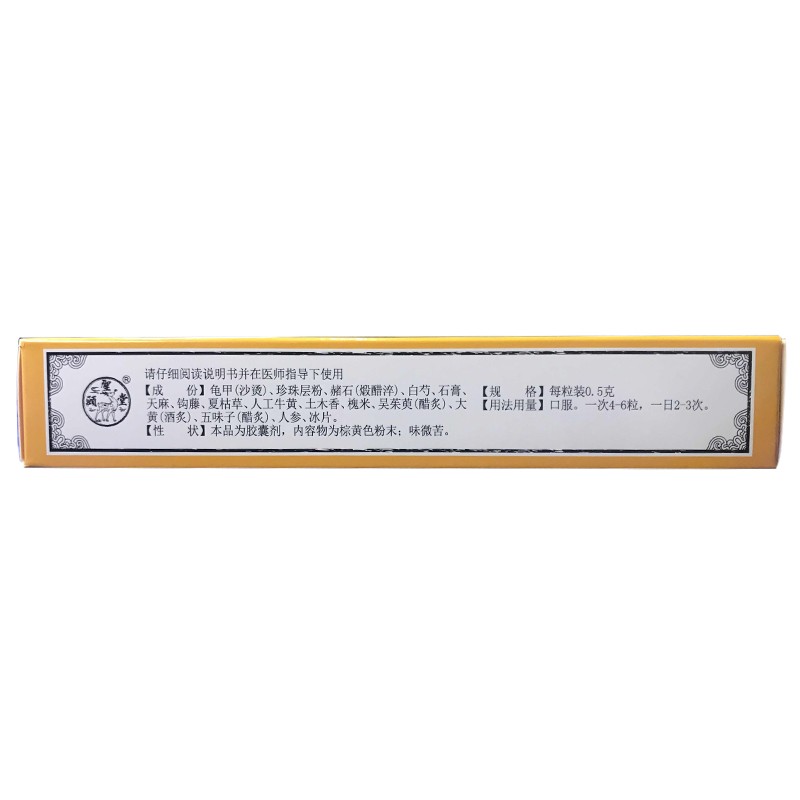 请仔细阅读说明书并在医师指导下使用
【成　份】龟甲(沙烫)、珍珠层粉、赭石(煅醋淬)、白芍、石膏、
天麻、钩藤、夏枯草、人工牛黄、土木香、槐米、吴茱萸(醋炙)、大
黄(酒炙)、五味子(醋炙)、人参、冰片。
【性　状】本品为胶囊剂，内容物为棕黄色粉末；味微苦。
【规　格】每粒装0.5克
【用法用量】口服。一次4-6粒，一日2-3次。